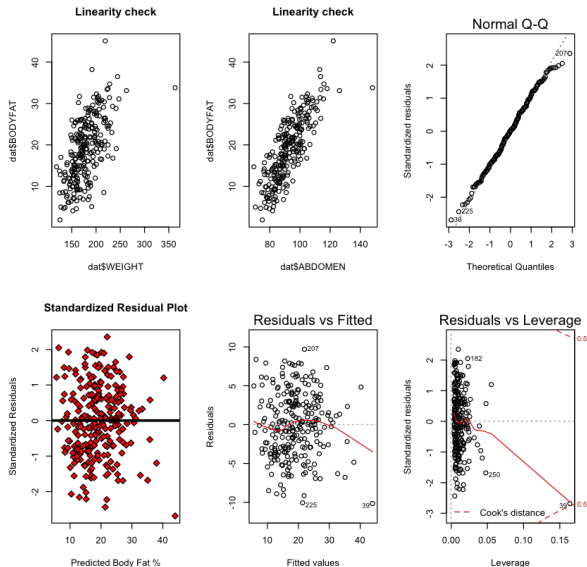 Linearity check
dat$BODYFAT
10 20 30 40
150 200 250 300 350
dat$WEIGHT
Linearity check
dat$BODYFAT
10 20 30 40
80 100 120 140
dat$ABDOMEN
Normal Q-Q
Standardized residuals
-2 -1 0 1 2
207
225
39
-3 -2 -1 0 1 2 3
Theoretical Quantiles
Standardized Residual Plot
Standardized Residuals
-2 -1 0 1 2
10 20 30 40
Predicted Body Fat %
Residuals vs Fitted
Residuals
-10 -5 0 5 10
207
225
39
10 20 30 40
Fitted values
Residuals vs Leverage
Standardized residuals
-3 -2 -1 0 1 2
0.5
182
250
39
0.5
Cook's distance
0.00 0.05 0.10 0.15
Leverage